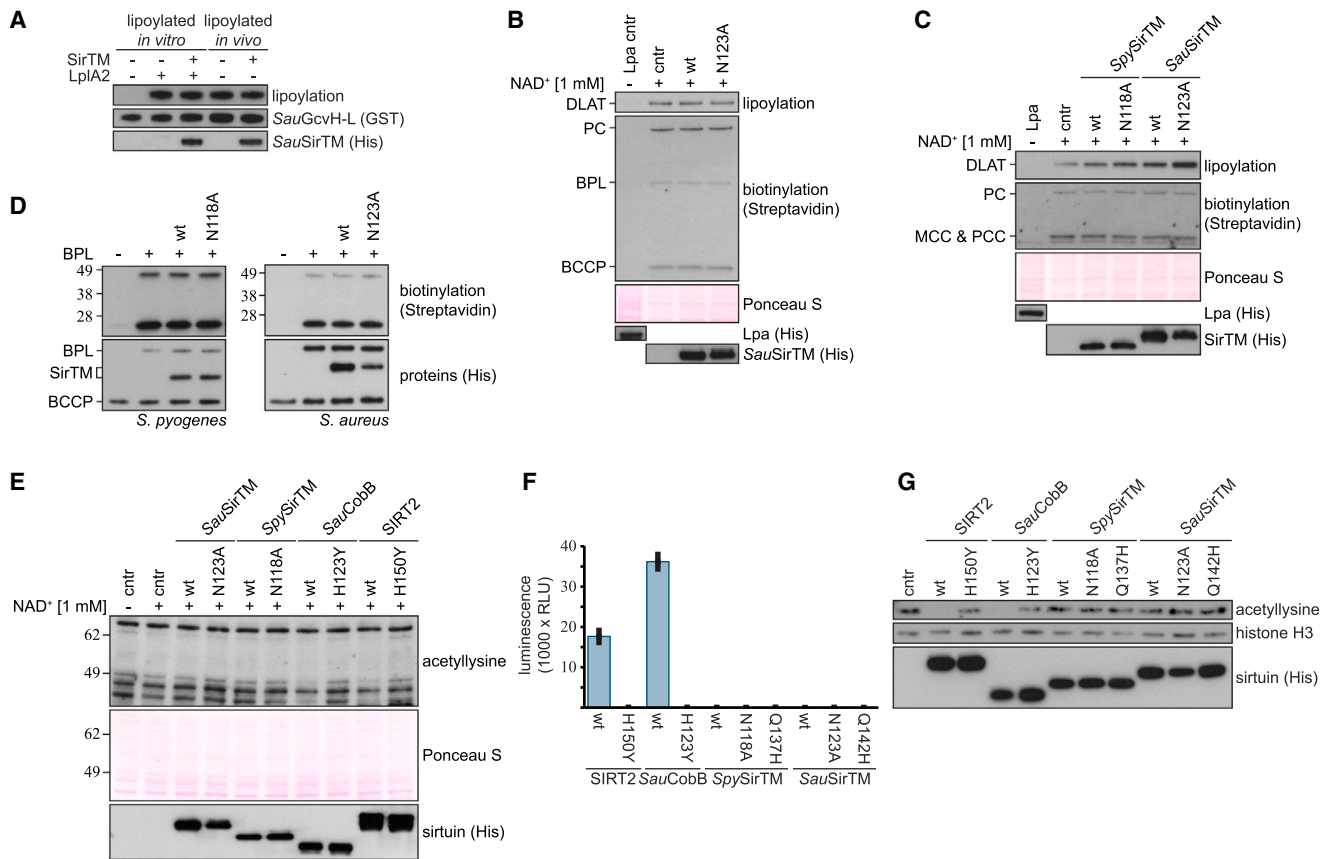 A
lipoylated lipoylated
in vitro in vivo
SirTM - - + - +
LplA2 - + + - -
lipoylation
SauGcvH-L (GST)
SauSirTM (His)
B
Lpa cntr
cntr
wt
N123A
NAD+ [1 mM] - + + +
DLAT lipoylation
PC
BPL
biotinylation
(Streptavidin)
BCCP
Ponceau S
Lpa (His)
SauSirTM (His)
C
SpySirTM SauSirTM
Lpa
cntr
wt
N118A
wt
N123A
NAD+ [1 mM] - + + + + +
DLAT lipoylation
PC
biotinylation
(Streptavidin)
MCC & PCC
Ponceau S
Lpa (His)
SirTM (His)
D
wt
N118A
wt
N123A
BPL - + + + - + + +
49 49
38 38
28 28
biotinylation
(Streptavidin)
BPL
SirTM
BCCP
proteins (His)
S. pyogenes S. aureus
E
SauSirTM SpySirTM SauCobB SIRT2
cntr
cntr
wt
N123A
wt
N118A
wt
H123Y
wt
H150Y
NAD+ [1 mM] - + + + + + + + + +
62
49
acetyllysine
62
49
Ponceau S
sirtuin (His)
F
luminescence
(1000 x RLU)
40
30
20
10
wt
H150Y
wt
H123Y
wt
N118A
Q137H
wt
N123A
Q142H
SIRT2 SauCobB SpySirTM SauSirTM
G
SIRT2 SauCobB SpySirTM SauSirTM
cntr
wt
H150Y
wt
H123Y
wt
N118A
Q137H
wt
N123A
Q142H
acetyllysine
histone H3
sirtuin (His)